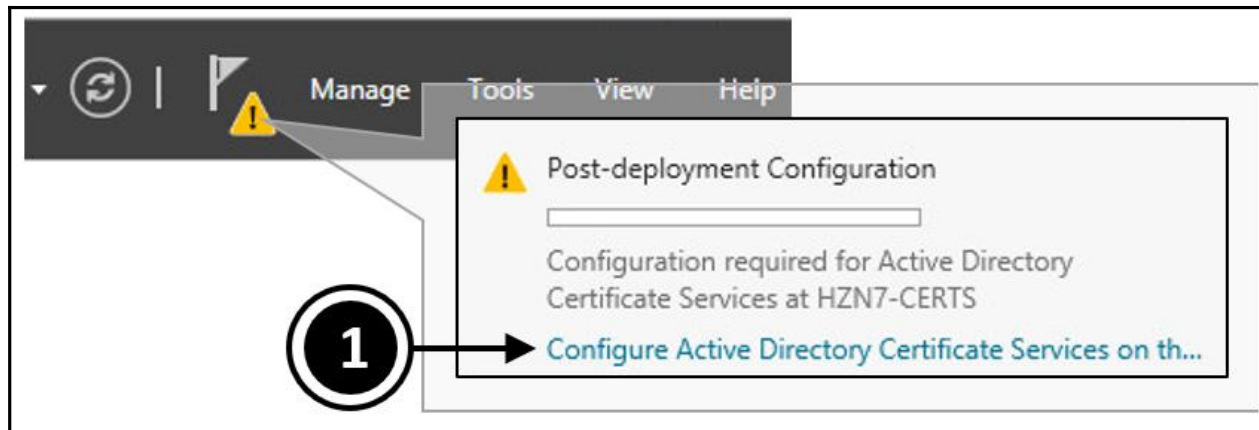 Manage Tools View Help
Post-deployment Configuration
Configuration required for Active Directory
Certificate Services at HZN7-CERTS
1
Configure Active Directory Certificate Services on th...